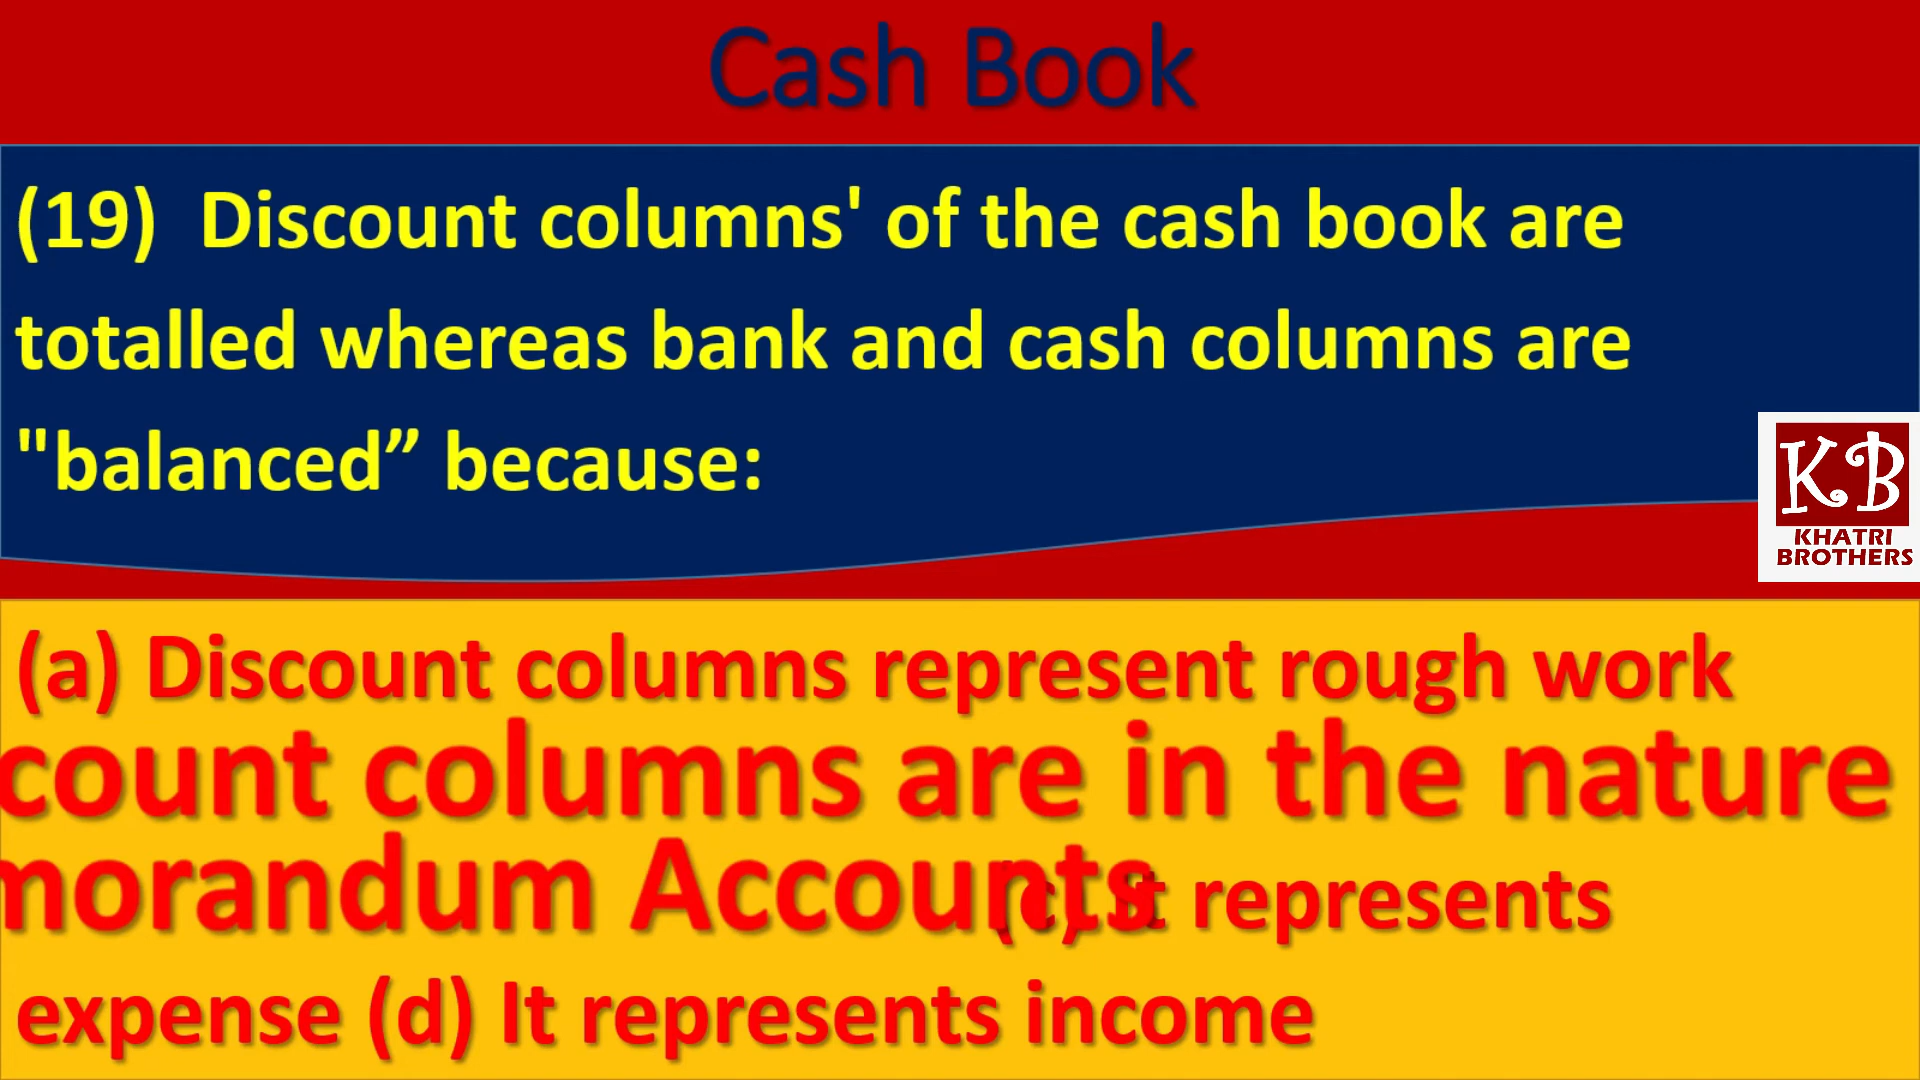 Cash Book
(19) Discount columns' of the cash book are
totalled whereas bank and cash columns are
"balanced” because:
KB
KHATRI
BROTHERS
(a) Discount columns represent rough work
count columns are in the nature
morandum Accounts (c) It represents
expense (d) It represents income